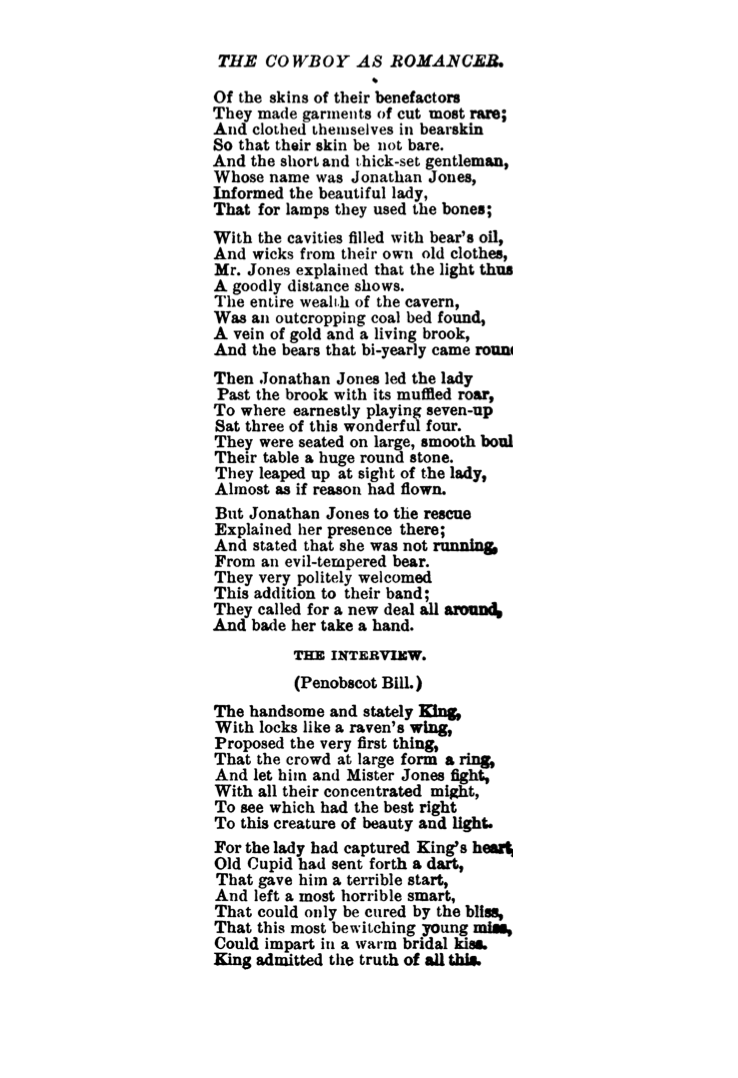 THE COWBOY AS ROMANCER.
Of the skins of their benefactors
They made garments of cut most rare;
And clothed themselves in bearskin
So that their skin be not bare.
And the short and thick-set gentleman,
Whose name was Jonathan Jones,
Informed the beautiful lady,
That for lamps they used the bones;
With the cavities filled with bear's oil,
And wicks from their own old clothes,
Mr. Jones explained that the light thus
A goodly distance shows.
The entire wealth of the cavern,
Was an outcropping coal bed found,
A vein of gold and a living brook,
And the bears that bi-yearly came roun
Then Jonathan Jones led the lady
Past the brook with its muffled roar,
To where earnestly playing seven-up
Sat three of this wonderful four.
They were seated on large, smooth boul
Their table a huge round stone.
They leaped up at sight of the lady,
Almost as if reason had flown.
But Jonathan Jones to the rescue
Explained her presence there;
And stated that she was not running,
From an evil-tempered bear.
They very politely welcomed
This addition to their band;
They called for a new deal all around,
And bade her take a hand.
THE INTERVIEW.
(Penobscot Bill.)
The handsome and stately King,
With locks like a raven's wing,
Proposed the very first thing,
That the crowd at large form a ring,
And let him and Mister Jones fight,
With all their concentrated might,
To see which had the best right
To this creature of beauty and light.
For the lady had captured King's heart,
Old Cupid had sent forth a dart,
That gave him a terrible start,
And left a most horrible smart,
That could only be cured by the bliss,
That this most bewitching young miss,
Could impart in a warm bridal kiss.
King admitted the truth of all this.